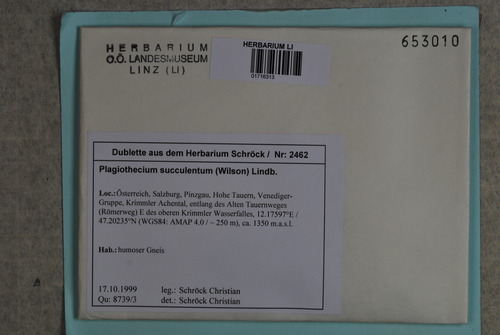 HERBARIUM
O.Ö. LANDESMUSEUM
LINZ (LI)
HERBARIUM LI
01716313
653010
Dublette aus dem Herbarium Schröck / Nr: 2462
Plagiothecium succulentum (Wilson) Lindb.
Loc.:Österreich, Salzburg, Pinzgau, Hohe Tauern, Venediger-
Gruppe, Krimmler Achental, entlang des Alten Tauernweges
(Römerweg) E des oberen Krimmler Wasserfalles, 12.17597°E /
47.20235°N (WGS84: AMAP 4.0 / ~ 250 m), ca. 1350 m.a.s.l.
Hab.: humoser Gneis
17.10.1999 leg.: Schröck Christian
Qu: 8739/3 det.: Schröck Christian